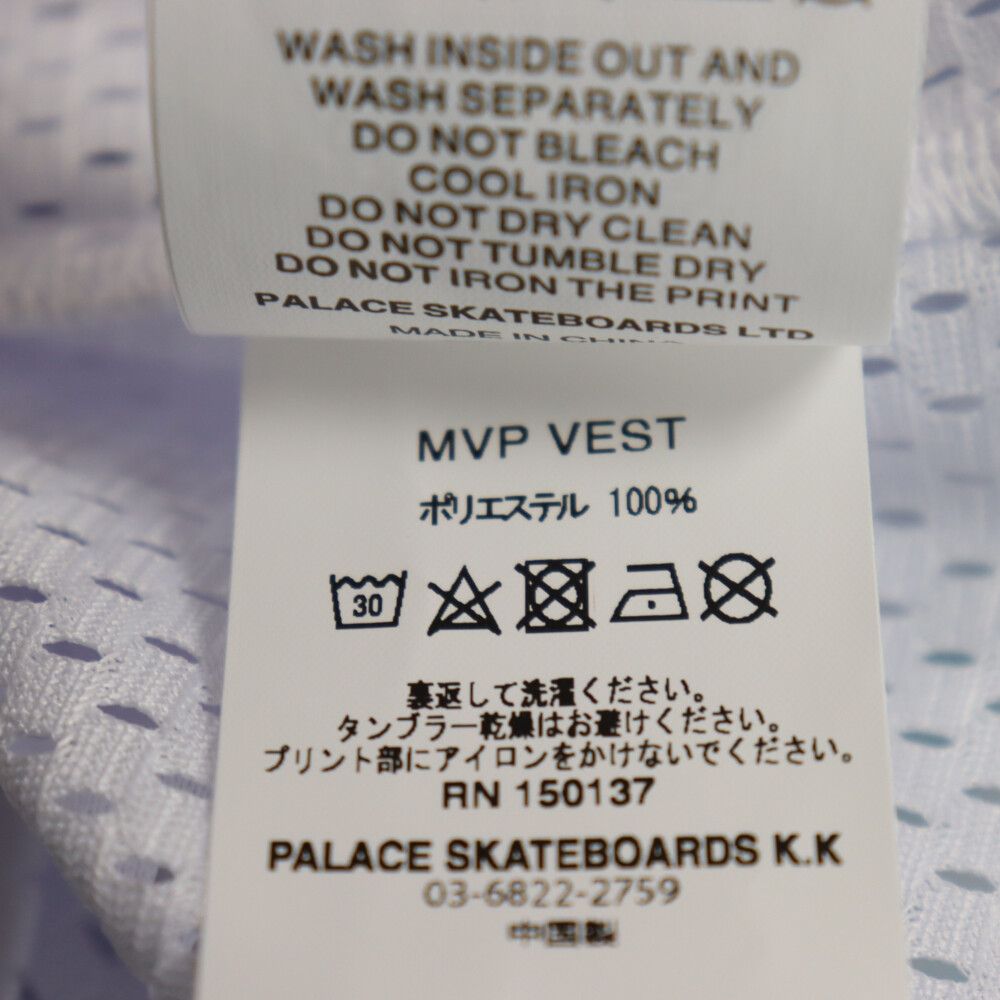 WASH INSIDE OUT AND
WASH SEPARATELY
DO NOT BLEACH
COOL IRON
DO NOT DRY CLEAN
DO NOT TUMBLE DRY
DO NOT IRON THE PRINT
PALACE SKATEBOARDS LTD
MADE IN CHINA
MVP VEST
ポリエステル 100%
30
裏返して洗濯ください。
タンブラー乾燥はお避けください。
プリント部にアイロンをかけないでください。
RN 150137
PALACE SKATEBOARDS K.K
03-6822-2759
中国製